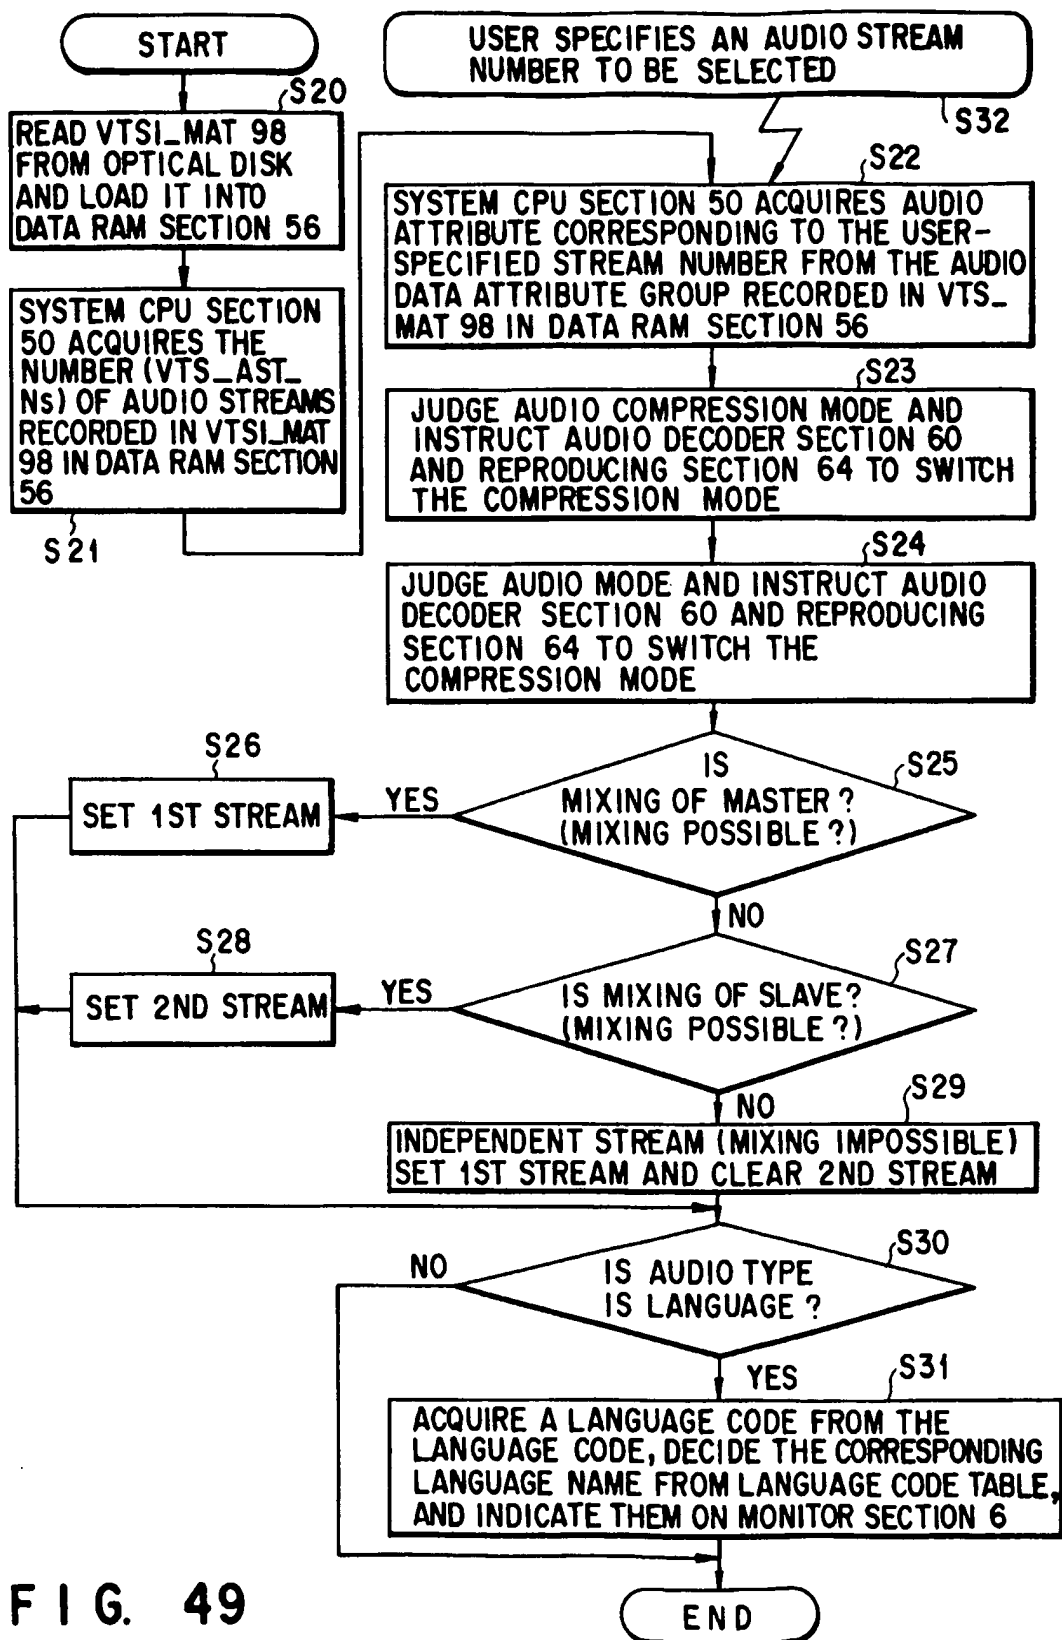 START
S20
READ VTSI_MAT 98
FROM OPTICAL DISK
AND LOAD IT INTO
DATA RAM SECTION 56
SYSTEM CPU SECTION
50 ACQUIRES THE
NUMBER (VTS_AST_
Ns) OF AUDIO STREAMS
RECORDED IN VTSI_MAT
98 IN DATA RAM SECTION
56
S21
USER SPECIFIES AN AUDIO STREAM
NUMBER TO BE SELECTED
S32
S22
SYSTEM CPU SECTION 50 ACQUIRES AUDIO
ATTRIBUTE CORRESPONDING TO THE USER-
SPECIFIED STREAM NUMBER FROM THE AUDIO
DATA ATTRIBUTE GROUP RECORDED IN VTS_
MAT 98 IN DATA RAM SECTION 56
S23
JUDGE AUDIO COMPRESSION MODE AND
INSTRUCT AUDIO DECODER SECTION 60
AND REPRODUCING SECTION 64 TO SWITCH
THE COMPRESSION MODE
S24
JUDGE AUDIO MODE AND INSTRUCT AUDIO
DECODER SECTION 60 AND REPRODUCING
SECTION 64 TO SWITCH THE
COMPRESSION MODE
S25
IS
MIXING OF MASTER?
(MIXING POSSIBLE?)
YES
S26
SET 1ST STREAM
NO
S27
IS MIXING OF SLAVE?
(MIXING POSSIBLE?)
YES
S28
SET 2ND STREAM
NO
S29
INDEPENDENT STREAM (MIXING IMPOSSIBLE)
SET 1ST STREAM AND CLEAR 2ND STREAM
S30
IS AUDIO TYPE
IS LANGUAGE?
NO
YES
S31
ACQUIRE A LANGUAGE CODE FROM THE
LANGUAGE CODE, DECIDE THE CORRESPONDING
LANGUAGE NAME FROM LANGUAGE CODE TABLE,
AND INDICATE THEM ON MONITOR SECTION 6
END
FIG. 49